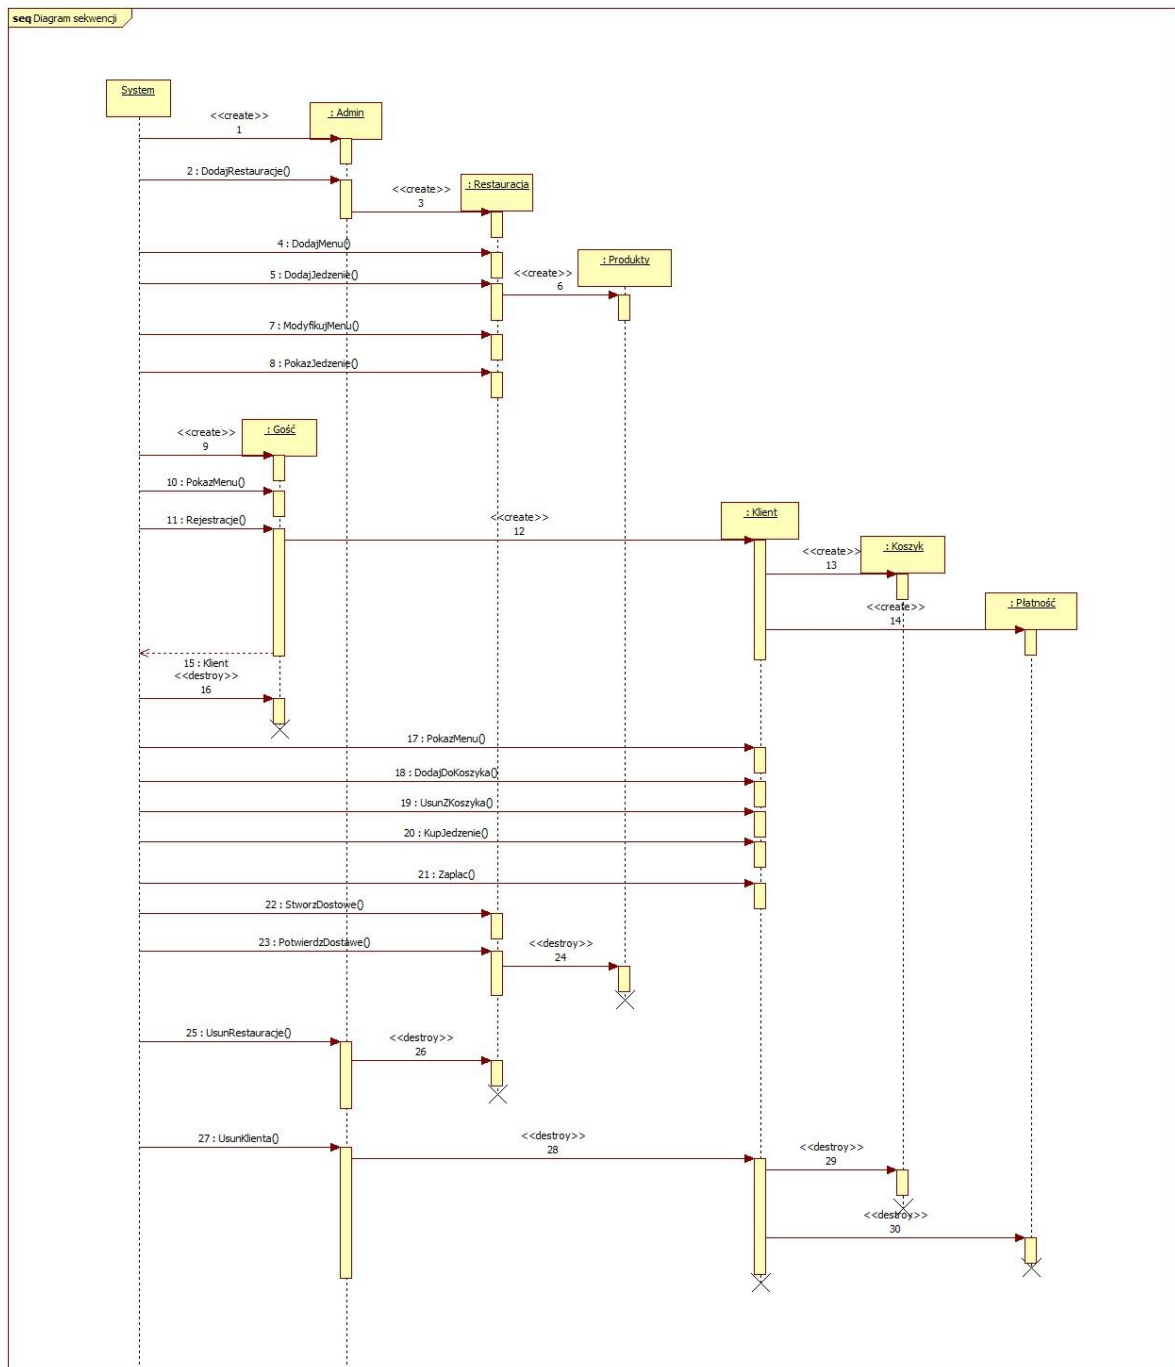 seq Diagram sekwencji
System
<<create>>
1
: Admin
2 : DodajRestauracje()
<<create>>
3
: Restauracja
4 : DodajMenu()
: Produkty
5 : DodajJedzenie()
<<create>>
6
7 : ModyfikujMenu()
8 : PokazJedzenie()
<<create>>
9
: Gość
10 : PokazMenu()
11 : Rejestracje()
<<create>>
12
: Klient
<<create>>
13
: Koszyk
<<create>>
14
: Płatność
15 : Klient
<<destroy>>
16
17 : PokazMenu()
18 : DodajDoKoszyka()
19 : UsunZKoszyka()
20 : KupJedzenie()
21 : Zaplac()
22 : StworzDostowe()
23 : PotwierdzDostawe()
<<destroy>>
24
25 : UsunRestauracje()
<<destroy>>
26
27 : UsunKlienta()
<<destroy>>
28
<<destroy>>
29
<<destroy>>
30